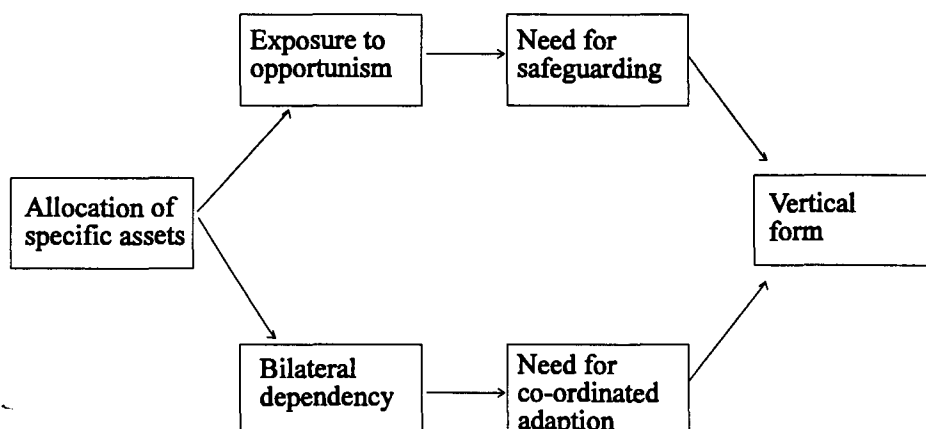 Exposure to
opportunism
Need for
safeguarding
Allocation of
specific assets
Vertical
form
Bilateral
dependency
Need for
co-ordinated
adaption